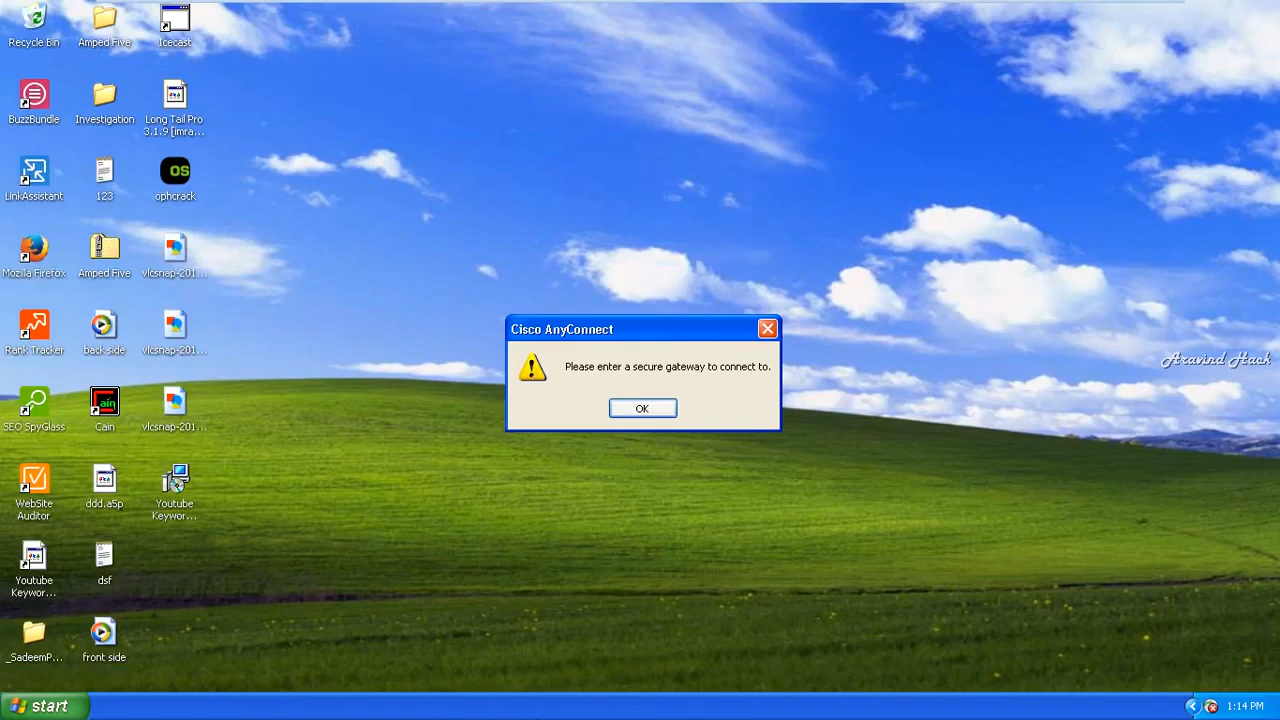 Recycle Bin
Amped Five
Icecast
BuzzBundle
Investigation
Long Tail Pro
3.1.9 [imra...
LinkAssistant
123
OS
ophcrack
Mozilla Firefox
Amped Five
vlcsnap-201...
Rank Tracker
back side
vlcsnap-201...
SEO SpyGlass
ain
Cain
vlcsnap-201...
WebSite
Auditor
ddd.a5p
Youtube
Keywor...
Youtube
Keywor...
dsf
_SadeemP...
front side
Cisco AnyConnect
Please enter a secure gateway to connect to.
OK
Aravind Hack
start
1:14 PM